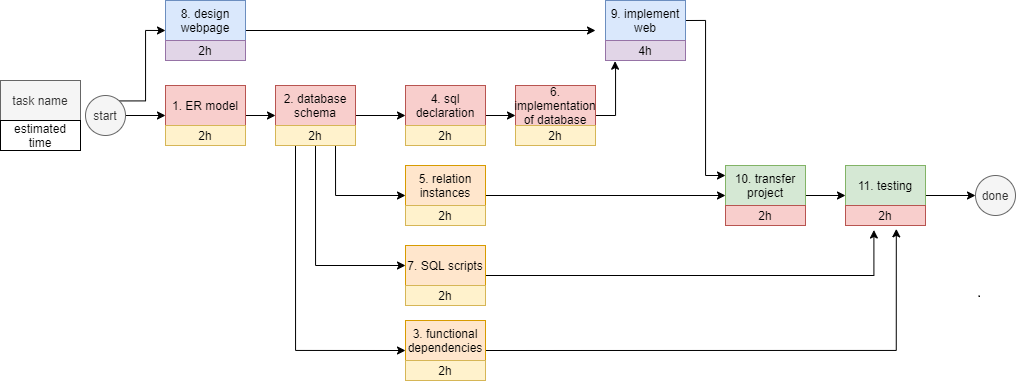 8. design
webpage
2h
9. implement
web
4h
task name
estimated
time
start
1. ER model
2h
2. database
schema
2h
4. sql
declaration
2h
6.
implementation
of database
2h
5. relation
instances
2h
10. transfer
project
2h
11. testing
2h
done
7. SQL scripts
2h
.
3. functional
dependencies
2h